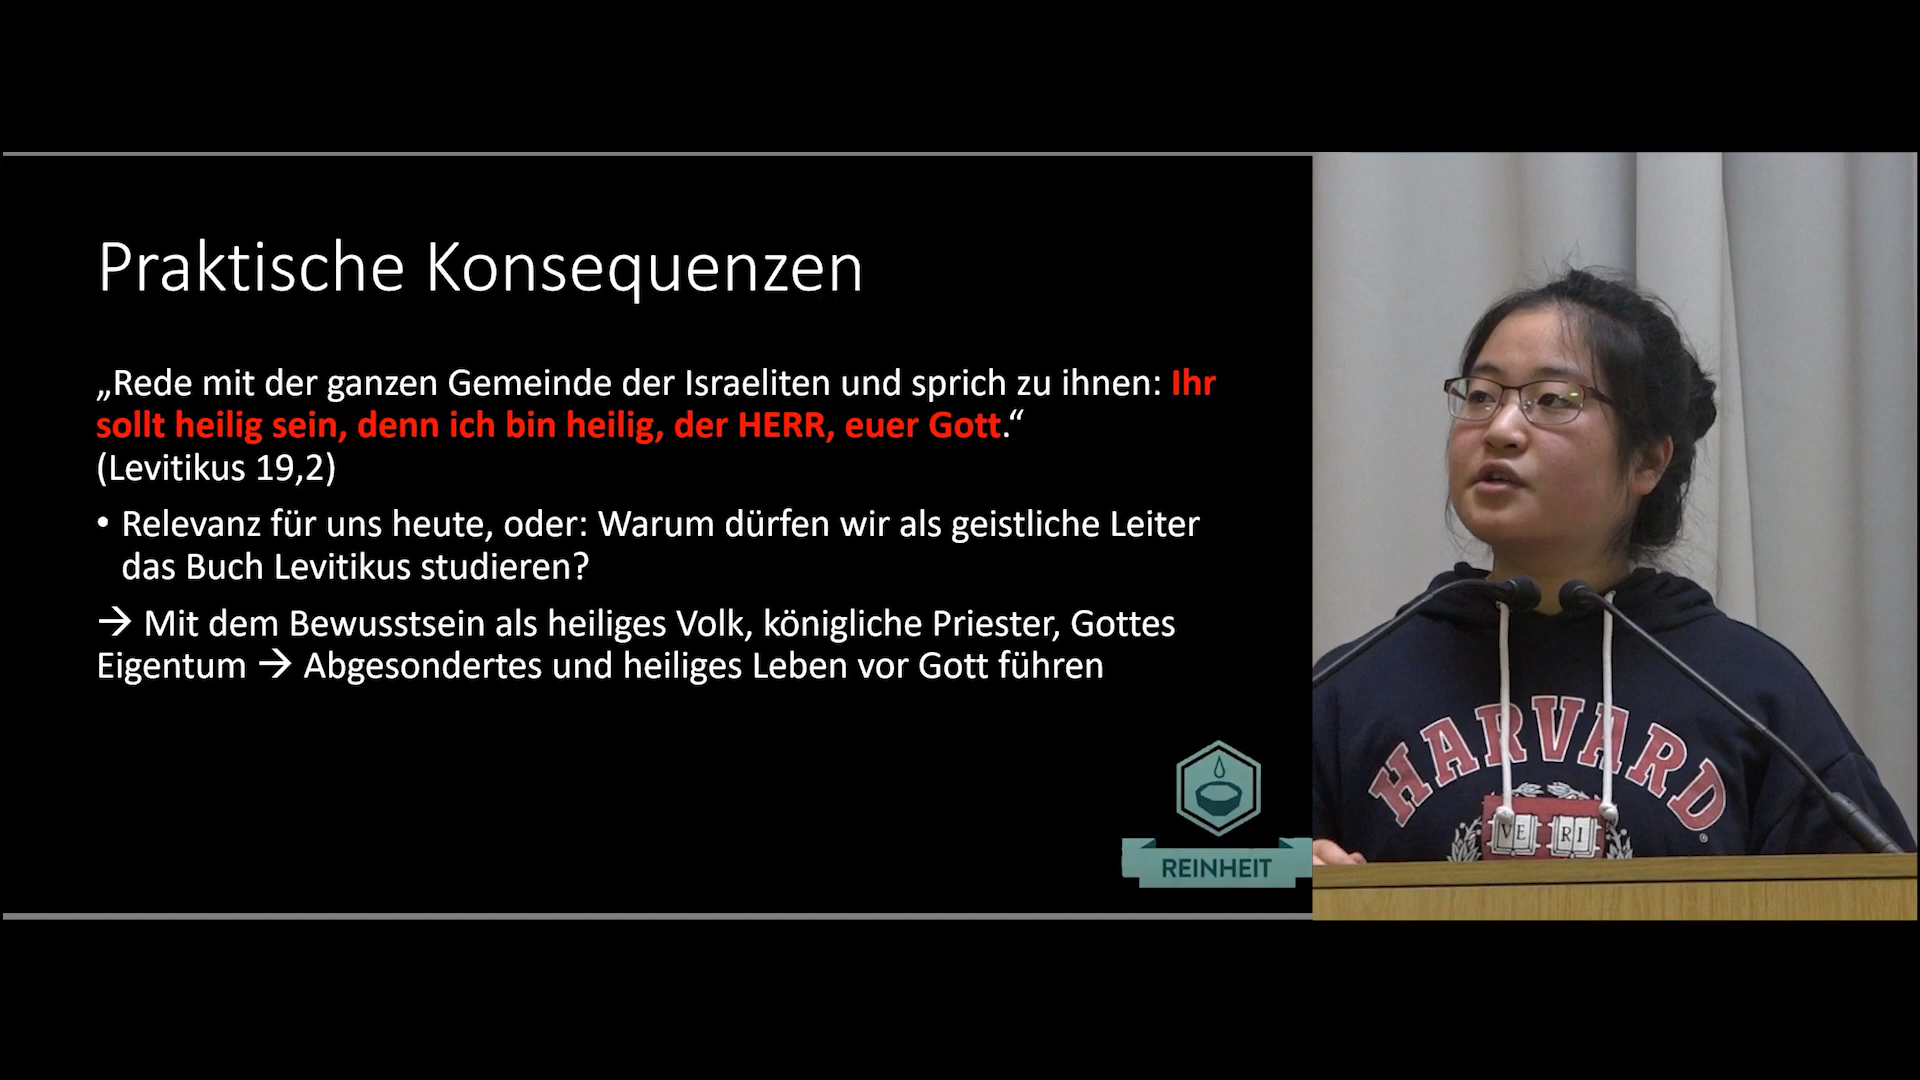 Praktische Konsequenzen
„Rede mit der ganzen Gemeinde der Israeliten und sprich zu ihnen: Ihr
sollt heilig sein, denn ich bin heilig, der HERR, euer Gott.“
(Levitikus 19,2)
• Relevanz für uns heute, oder: Warum dürfen wir als geistliche Leiter
das Buch Levitikus studieren?
→ Mit dem Bewusstsein als heiliges Volk, königliche Priester, Gottes
Eigentum → Abgesondertes und heiliges Leben vor Gott führen
REINHEIT
HARVARD
VE RI